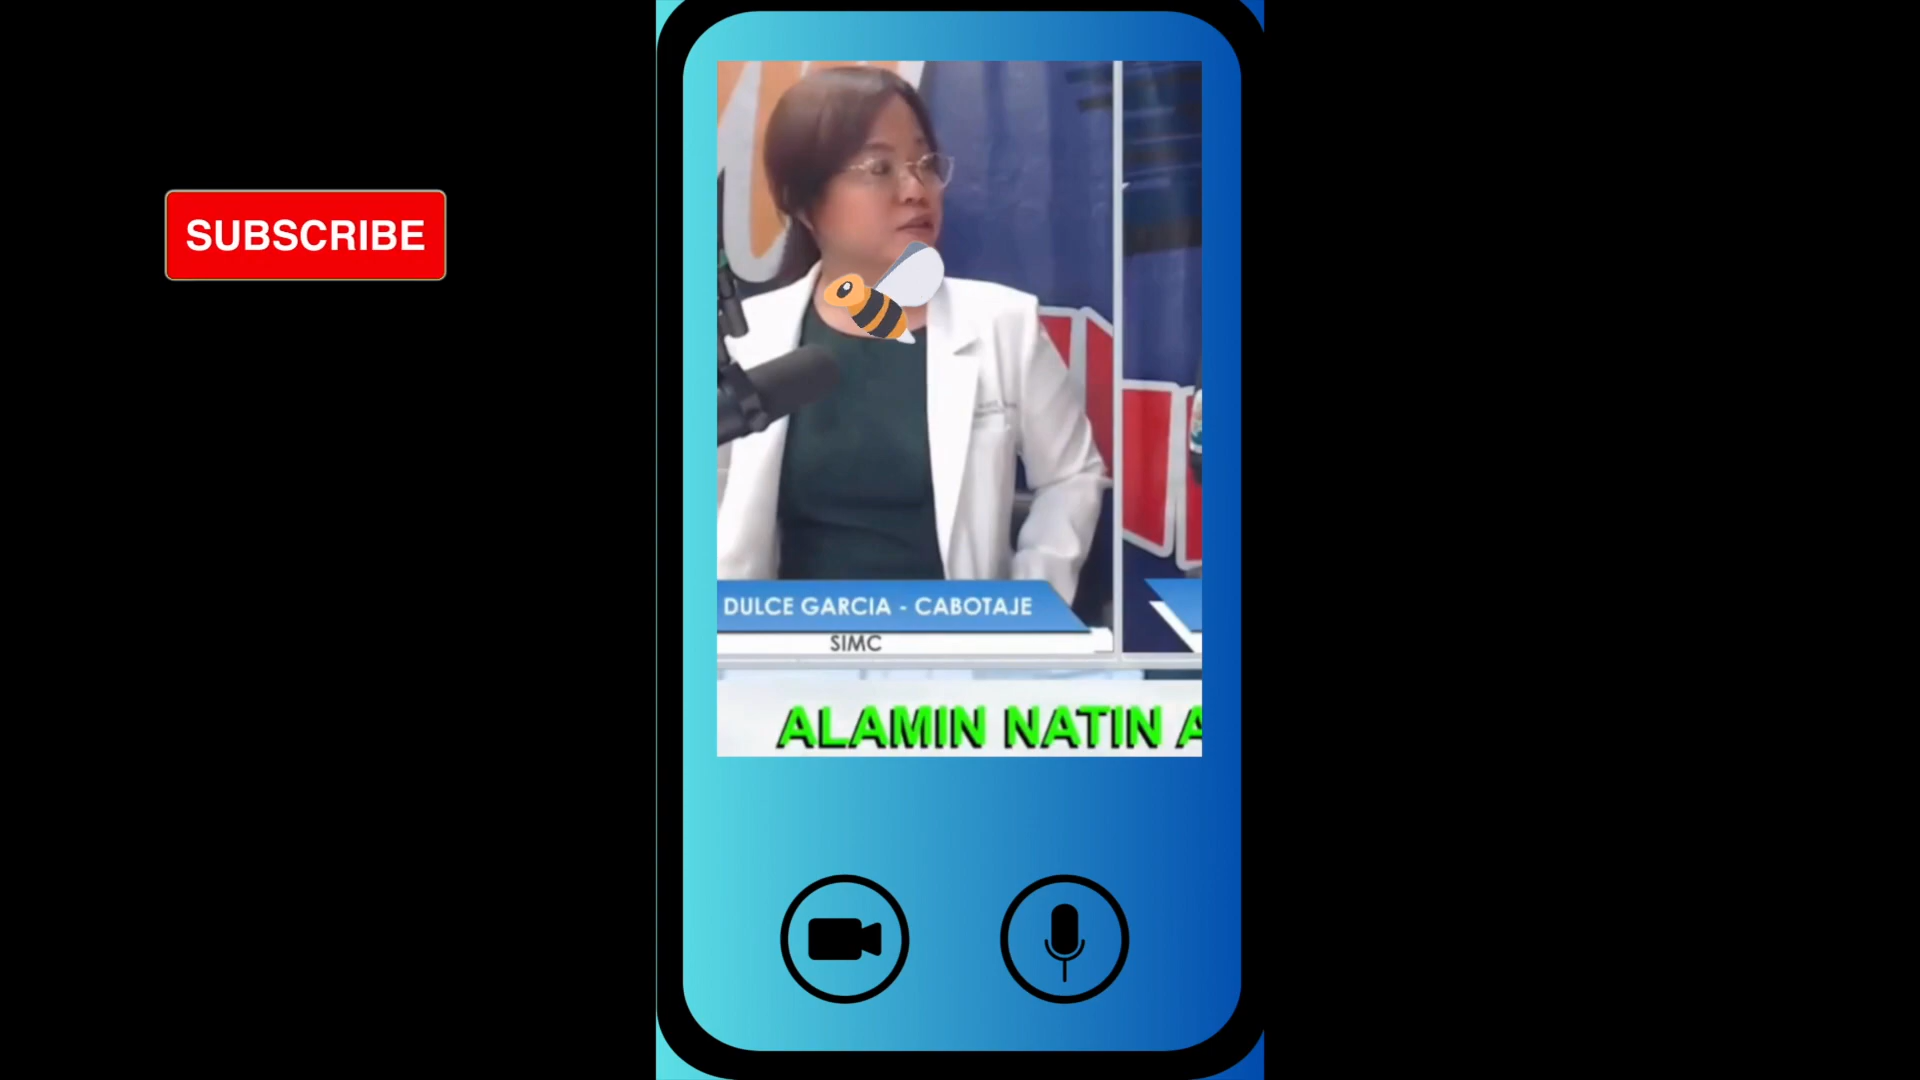 SUBSCRIBE
DULCE GARCIA - CABOTAJE
SIMC
ALAMIN NATIN A